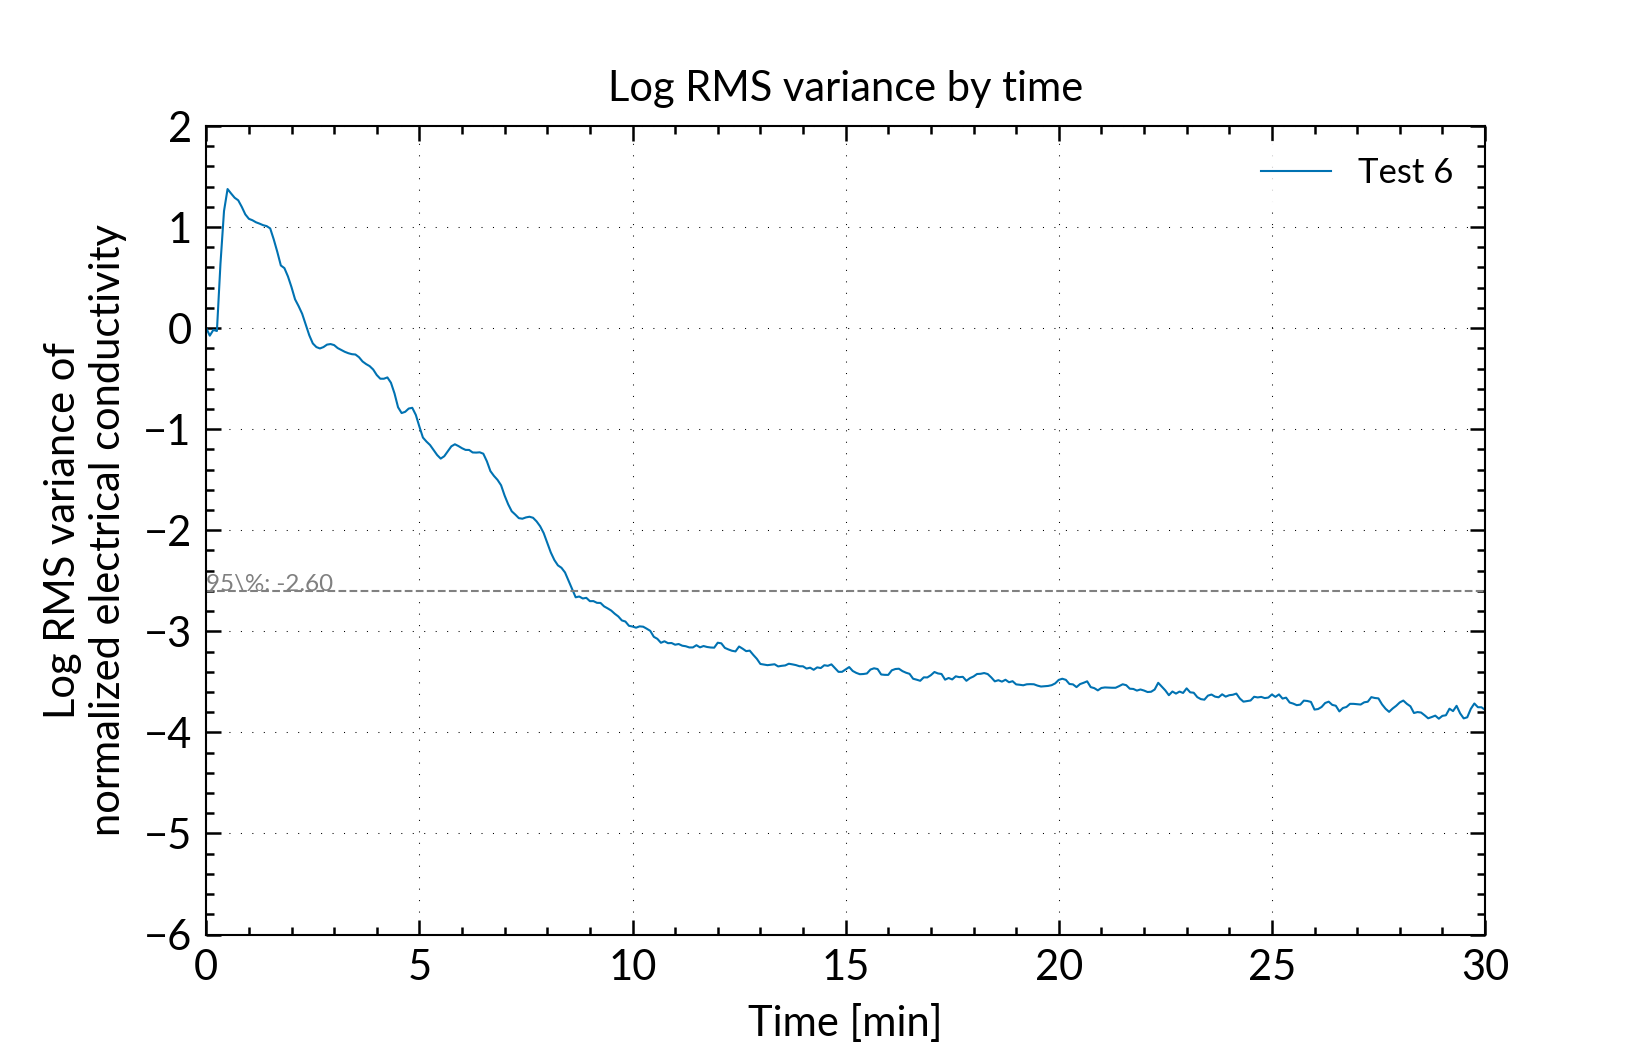 Log RMS variance by time
Test 6
2
1
0
−1
−2
−3
−4
−5
−6
95\%: -2.60
Log RMS variance of
normalized electrical conductivity
0 5 10 15 20 25 30
Time [min]